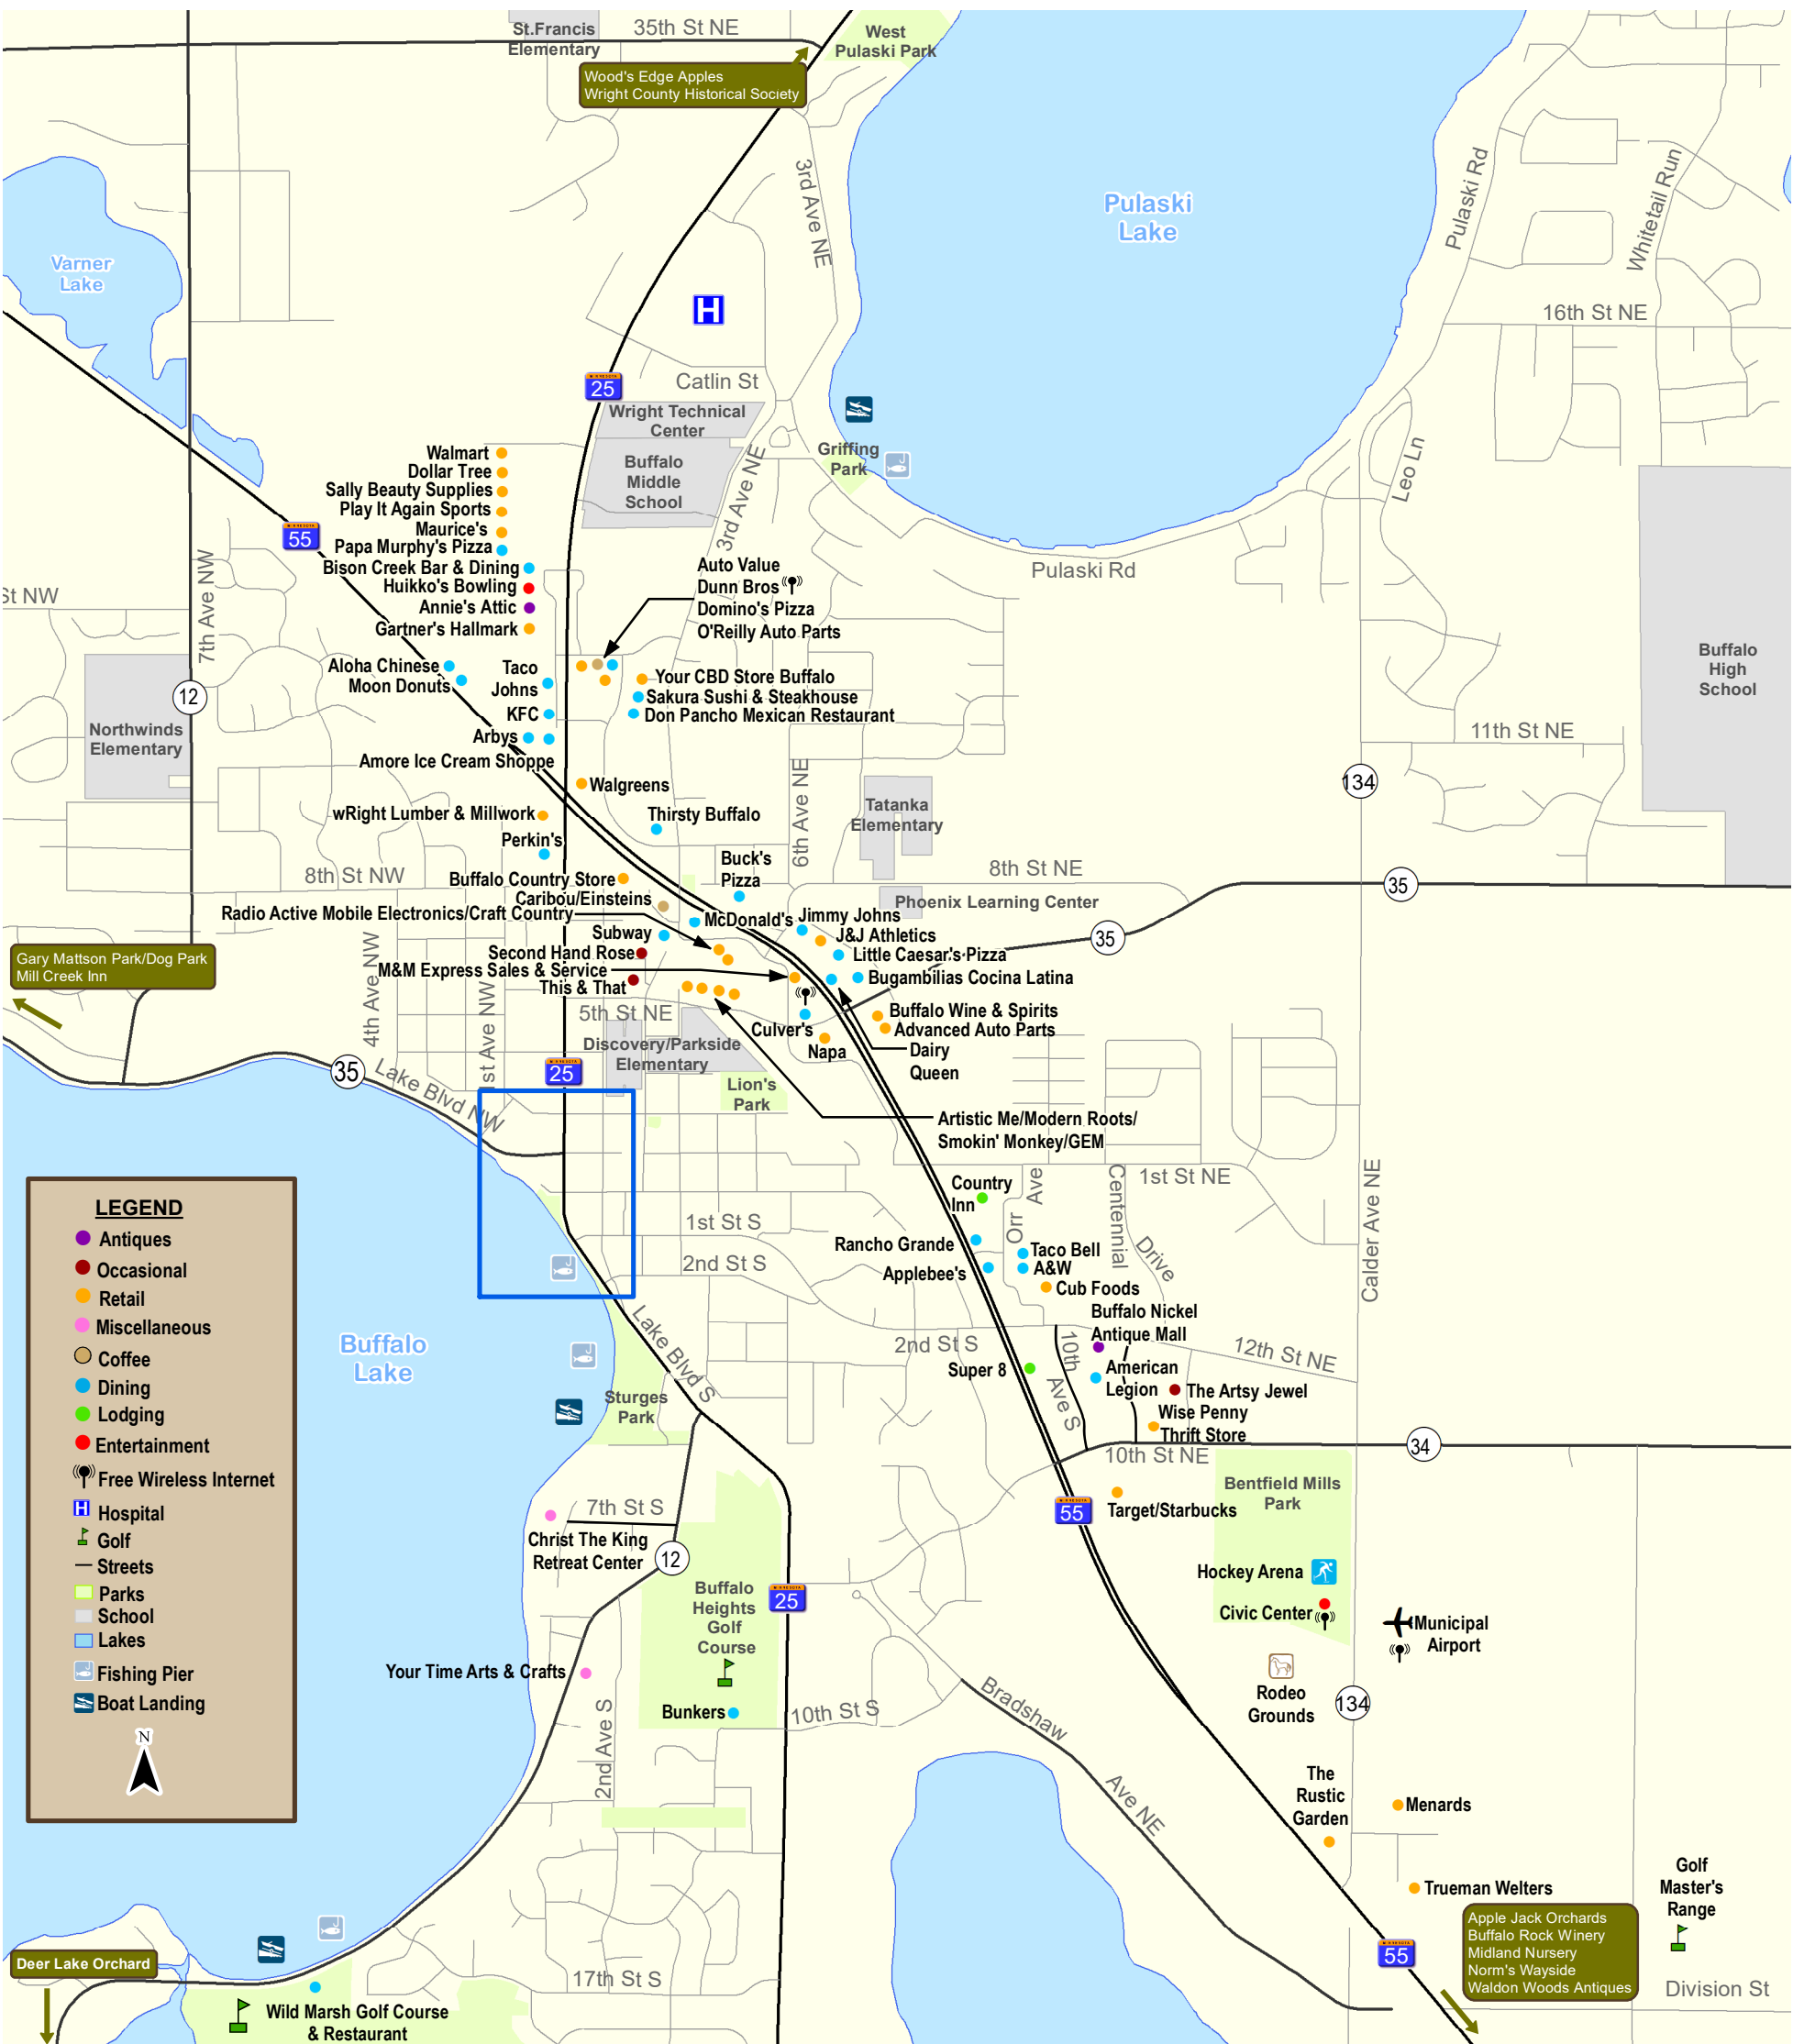 St.Francis
Elementary
35th St NE
West
Pulaski Park
Wood's Edge Apples
Wright County Historical Society
3rd Ave NE
Pulaski
Lake
Pulaski Rd
Whitetail Run
Varner
Lake
16th St NE
H
25
Catlin St
Wright Technical
Center
Buffalo
Middle
School
Griffing
Park
3rd Ave NE
Leo Ln
Walmart
Dollar Tree
Sally Beauty Supplies
Play It Again Sports
Maurice's
Papa Murphy's Pizza
Bison Creek Bar & Dining
Huikko's Bowling
Annie's Attic
Gartner's Hallmark
55
7th Ave NW
St NW
Auto Value
Dunn Bros
Domino's Pizza
O'Reilly Auto Parts
Pulaski Rd
Buffalo
High
School
Aloha Chinese
Moon Donuts
Taco
Johns
KFC
Arbys
Amore Ice Cream Shoppe
Your CBD Store Buffalo
Sakura Sushi & Steakhouse
Don Pancho Mexican Restaurant
12
Northwinds
Elementary
11th St NE
134
Walgreens
wRight Lumber & Millwork
Perkin's
Thirsty Buffalo
6th Ave NE
Tatanka
Elementary
8th St NW
Buffalo Country Store
Caribou/Einsteins
Radio Active Mobile Electronics/Craft Country
Buck's
Pizza
8th St NE
35
Phoenix Learning Center
McDonald's
Jimmy Johns
J&J Athletics
Little Caesar's Pizza
35
Subway
Second Hand Rose
M&M Express Sales & Service
This & That
Bugambilias Cocina Latina
Gary Mattson Park/Dog Park
Mill Creek Inn
4th Ave NW
1st Ave NW
5th St NE
Culver's
Napa
Buffalo Wine & Spirits
Advanced Auto Parts
Dairy
Queen
Discovery/Parkside
Elementary
Lion's
Park
35
Lake Blvd NW
25
Artistic Me/Modern Roots/
Smokin' Monkey/GEM
Country
Inn
Orr
Ave
Centennial
Drive
1st St NE
Calder Ave NE
1st St S
2nd St S
Rancho Grande
Applebee's
Taco Bell
A&W
Cub Foods
Buffalo Nickel
Antique Mall
Buffalo
Lake
Lake Blvd S
2nd St S
10th
Ave S
12th St NE
Super 8
American
Legion
The Artsy Jewel
Wise Penny
Thrift Store
Sturges
Park
10th St NE
34
LEGEND
Antiques
Occasional
Retail
Miscellaneous
Coffee
Dining
Lodging
Entertainment
Free Wireless Internet
H Hospital
Golf
Streets
Parks
School
Lakes
Fishing Pier
Boat Landing
N
7th St S
Christ The King
Retreat Center
12
55
Target/Starbucks
Bentfield Mills
Park
Hockey Arena
Civic Center
Municipal
Airport
Buffalo
Heights
Golf
Course
25
Your Time Arts & Crafts
2nd Ave S
Bunkers
10th St S
Bradshaw
Ave NE
Rodeo
Grounds
134
The
Rustic
Garden
Menards
Trueman Welters
Golf
Master's
Range
Apple Jack Orchards
Buffalo Rock Winery
Midland Nursery
Norm's Wayside
Waldon Woods Antiques
55
Division St
Deer Lake Orchard
17th St S
Wild Marsh Golf Course
& Restaurant